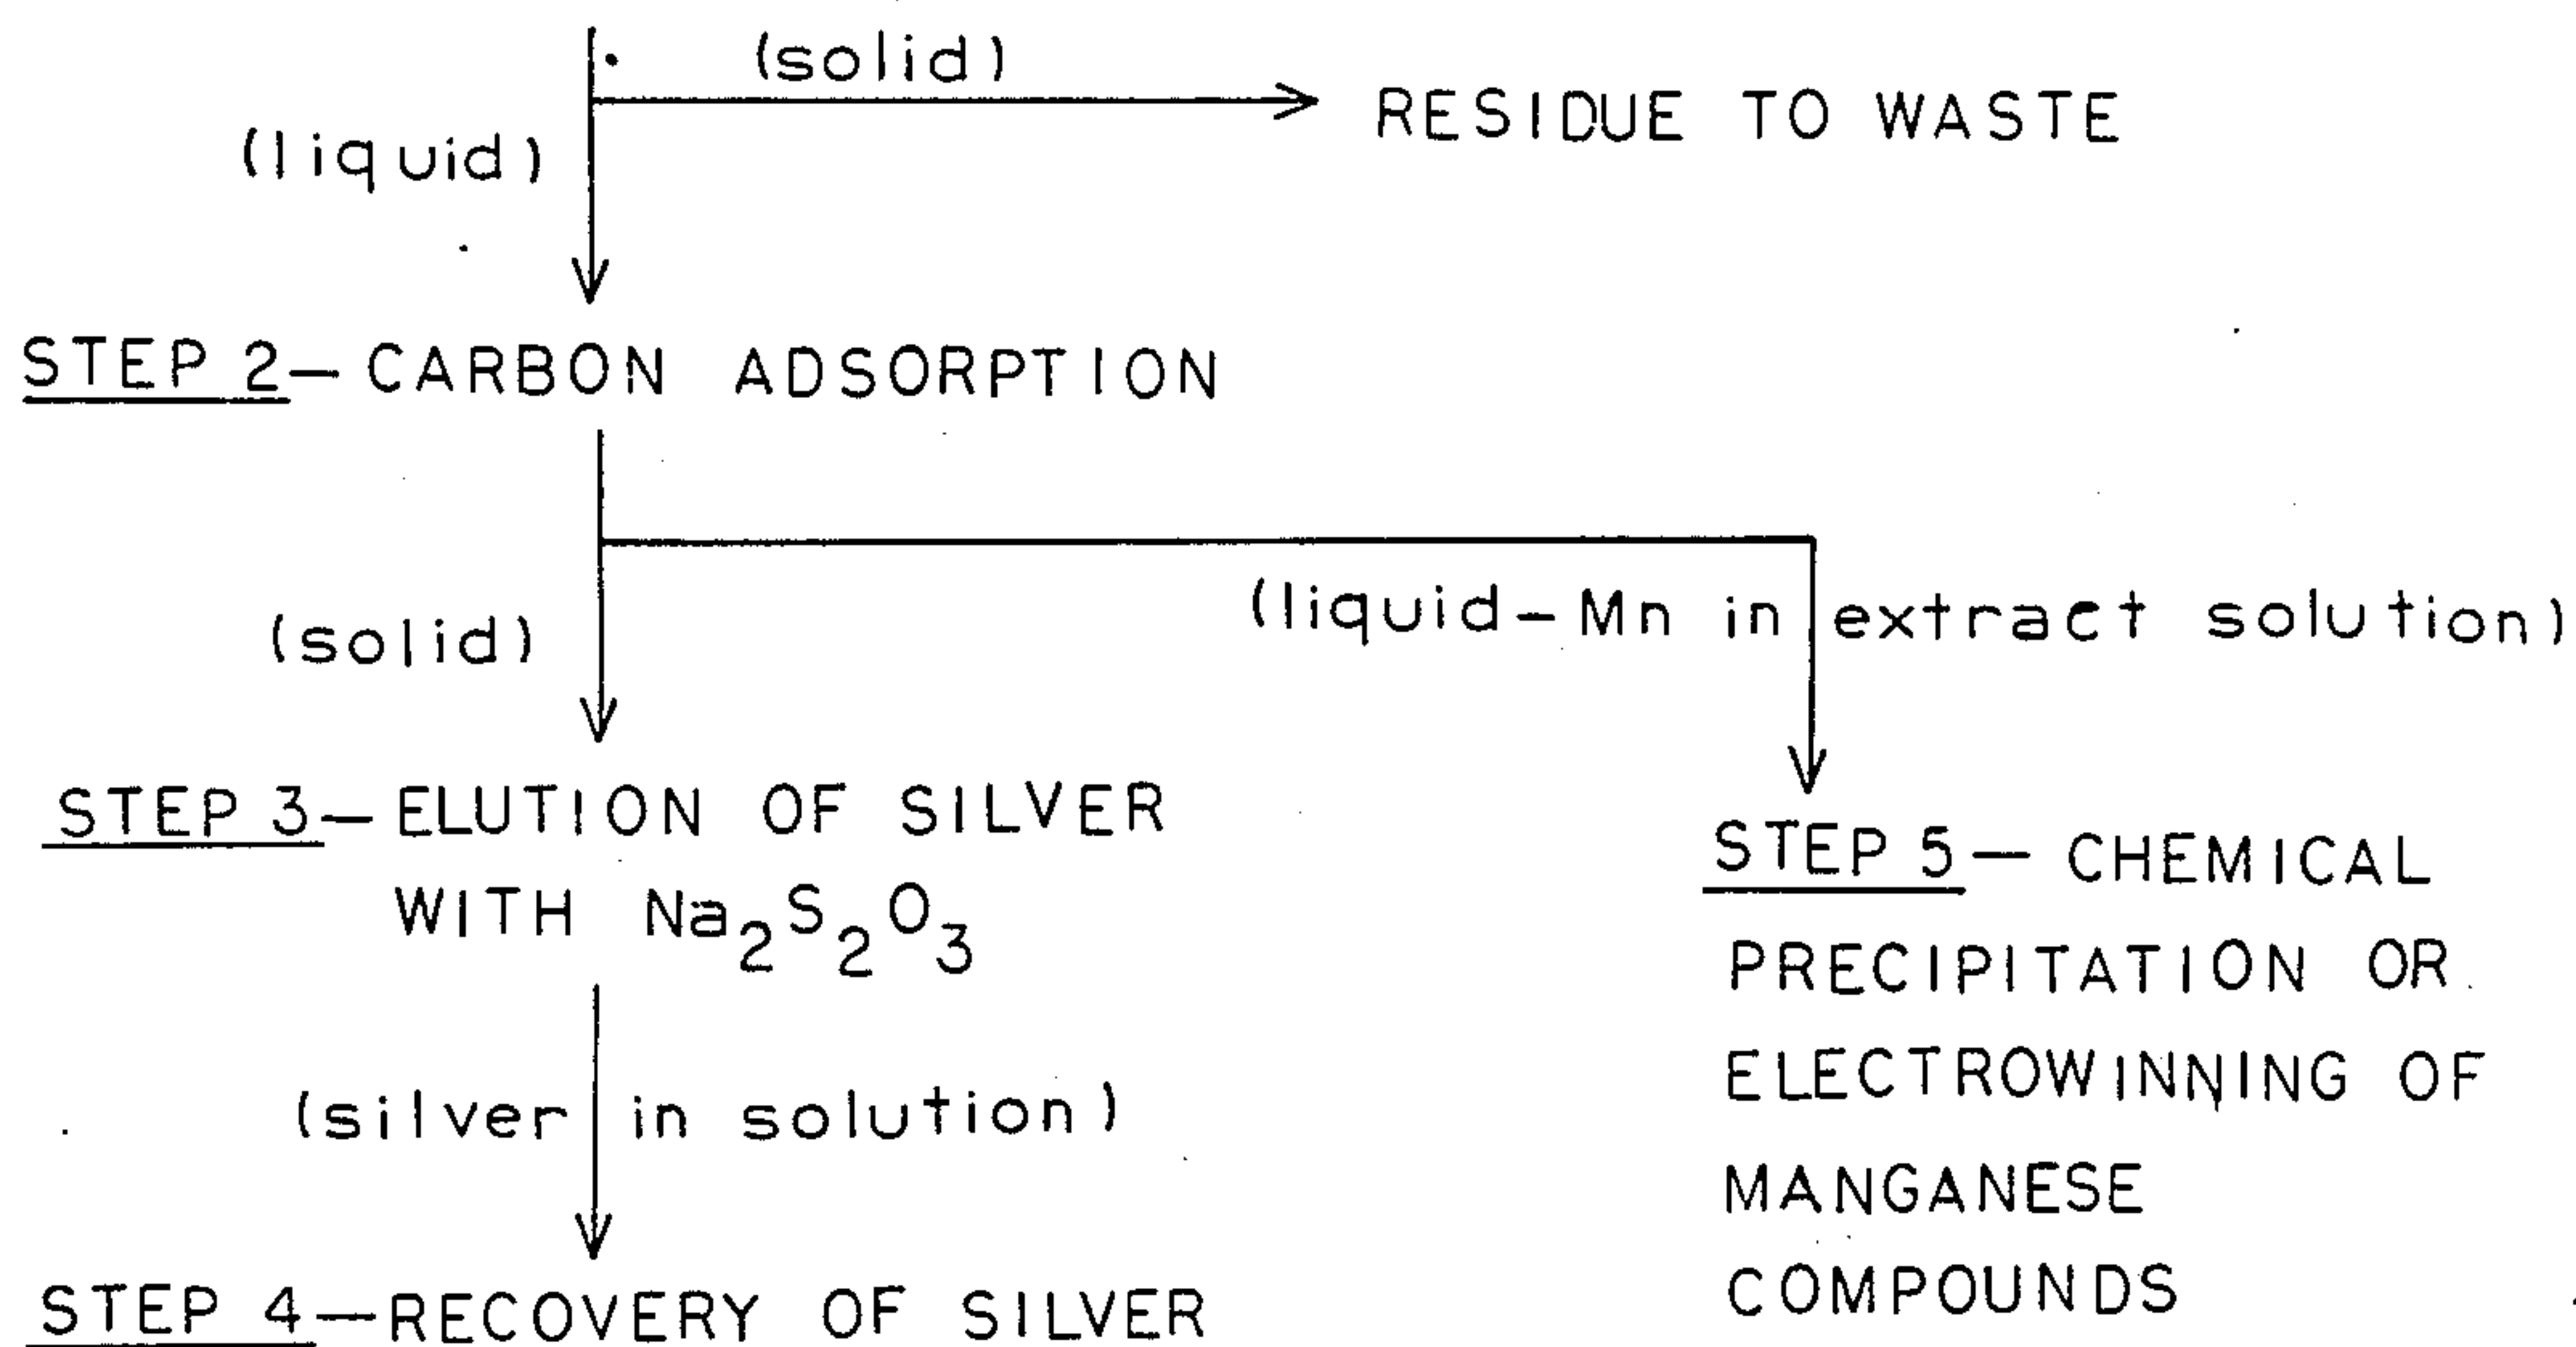 (solid)
RESIDUE TO WASTE
(liquid)
STEP 2— CARBON ADSORPTION
(solid)
(liquid–Mn in extract solution)
STEP 3— ELUTION OF SILVER
WITH Na₂S₂O₃
(silver in solution)
STEP 4—RECOVERY OF SILVER
STEP 5— CHEMICAL
PRECIPITATION OR
ELECTROWINNING OF
MANGANESE
COMPOUNDS